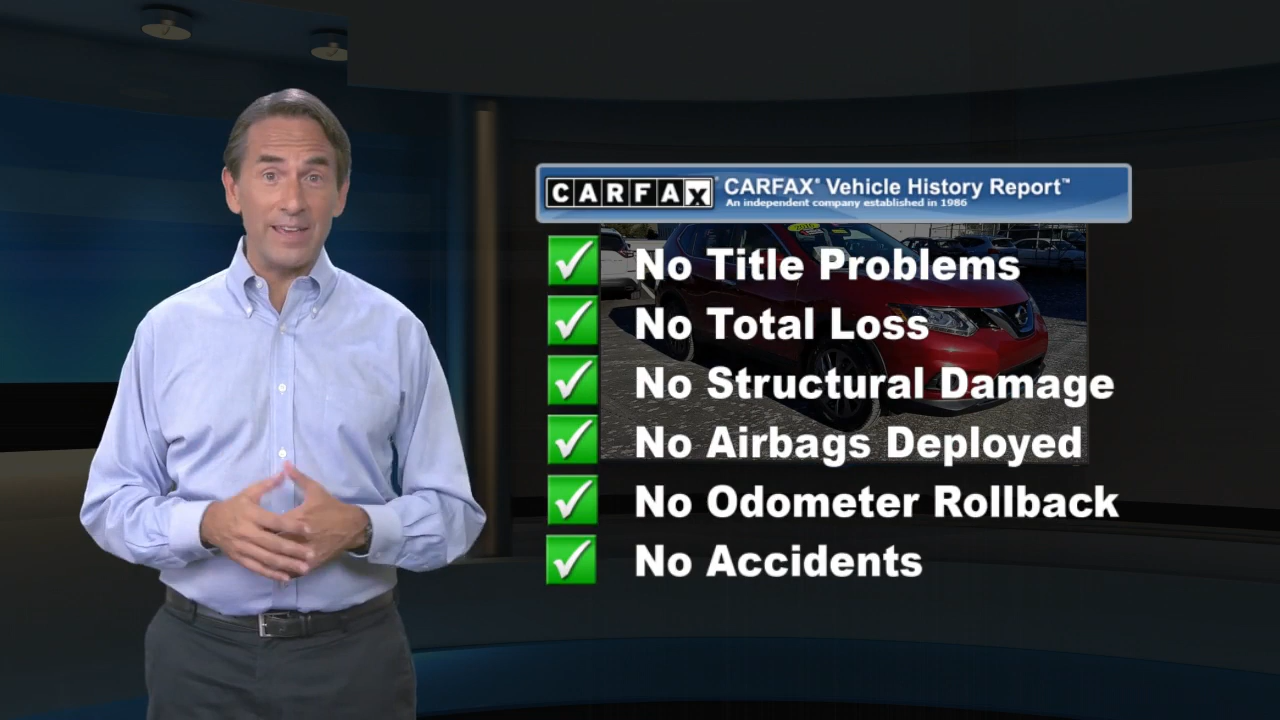 CARFAX
CARFAX® Vehicle History Report™
An independent company established in 1986
No Title Problems
No Total Loss
No Structural Damage
No Airbags Deployed
No Odometer Rollback
No Accidents